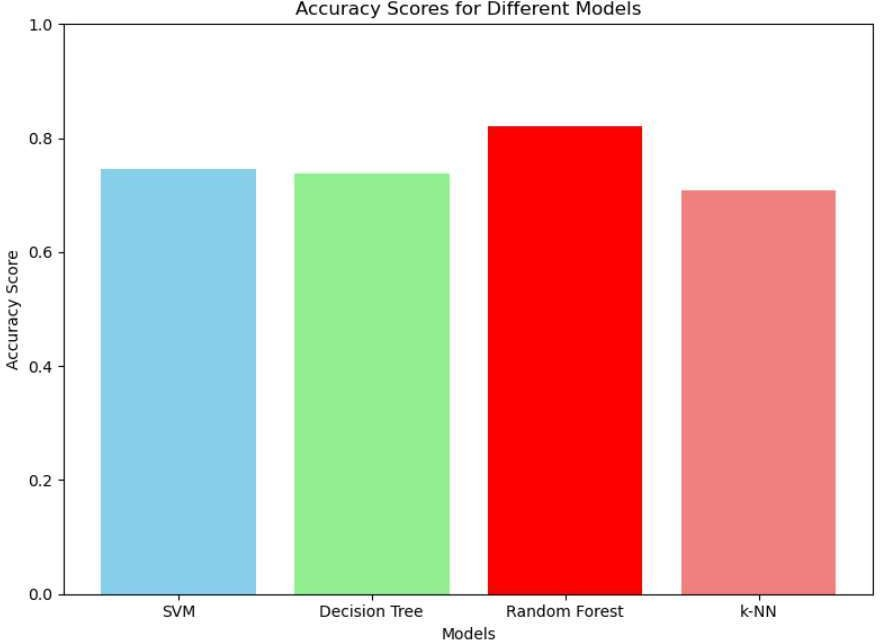 Accuracy Scores for Different Models
1.0
0.8
0.6
0.4
0.2
0.0
Accuracy Score
SVM Decision Tree Random Forest k-NN
Models